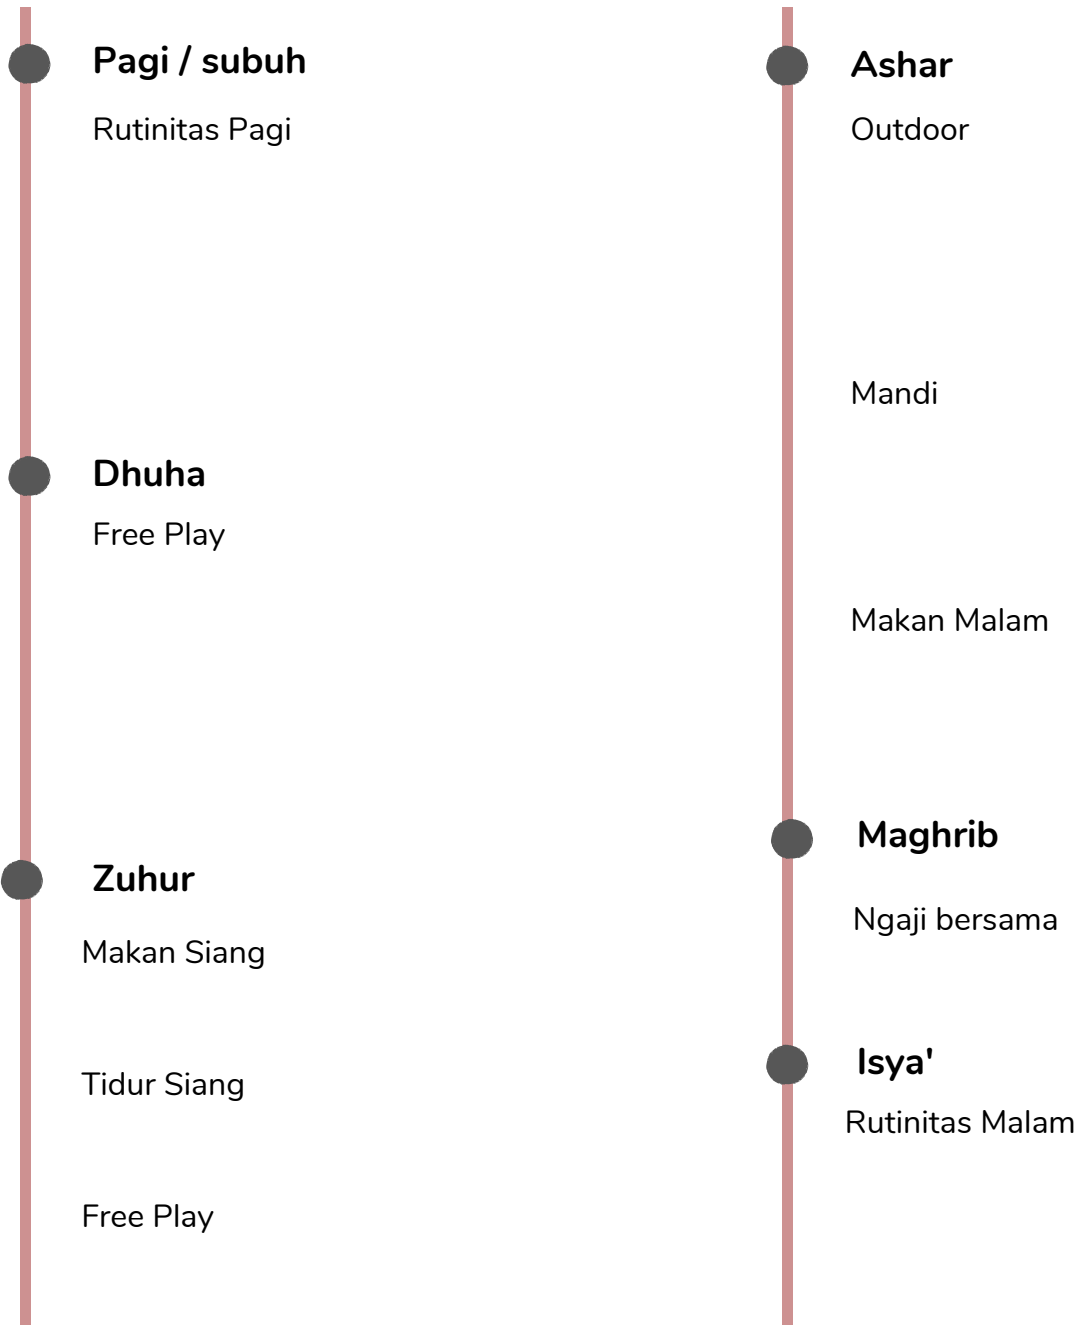 Pagi / subuh
Rutinitas Pagi
Dhuha
Free Play
Zuhur
Makan Siang
Tidur Siang
Free Play
Ashar
Outdoor
Mandi
Makan Malam
Maghrib
Ngaji bersama
Isya'
Rutinitas Malam